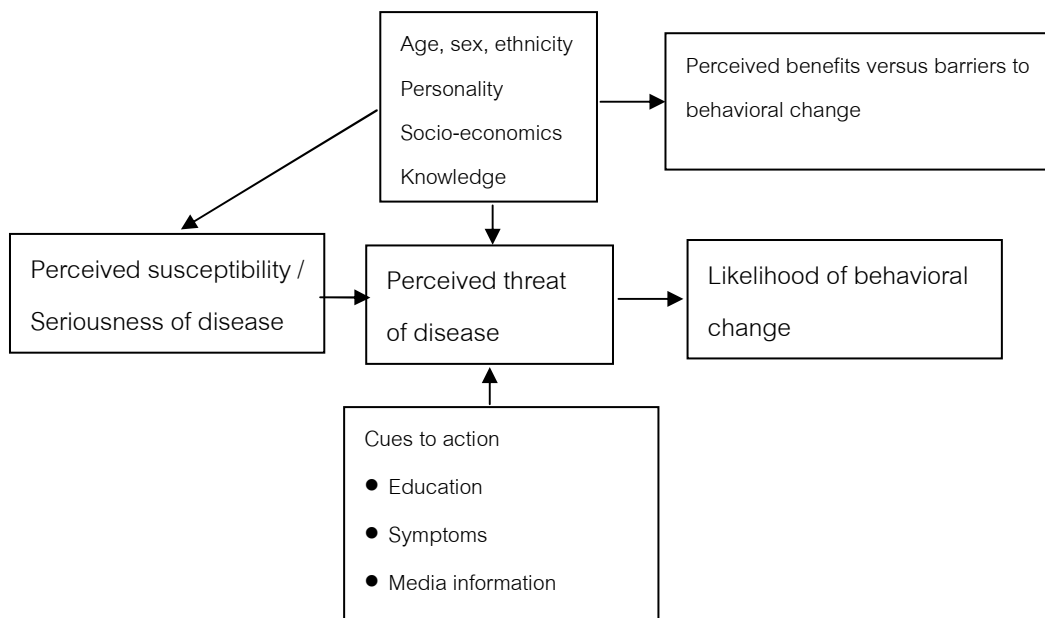 Age, sex, ethnicity
Personality
Socio-economics
Knowledge
Perceived benefits versus barriers to
behavioral change
Perceived susceptibility /
Seriousness of disease
Perceived threat
of disease
Likelihood of behavioral
change
Cues to action
● Education
● Symptoms
● Media information